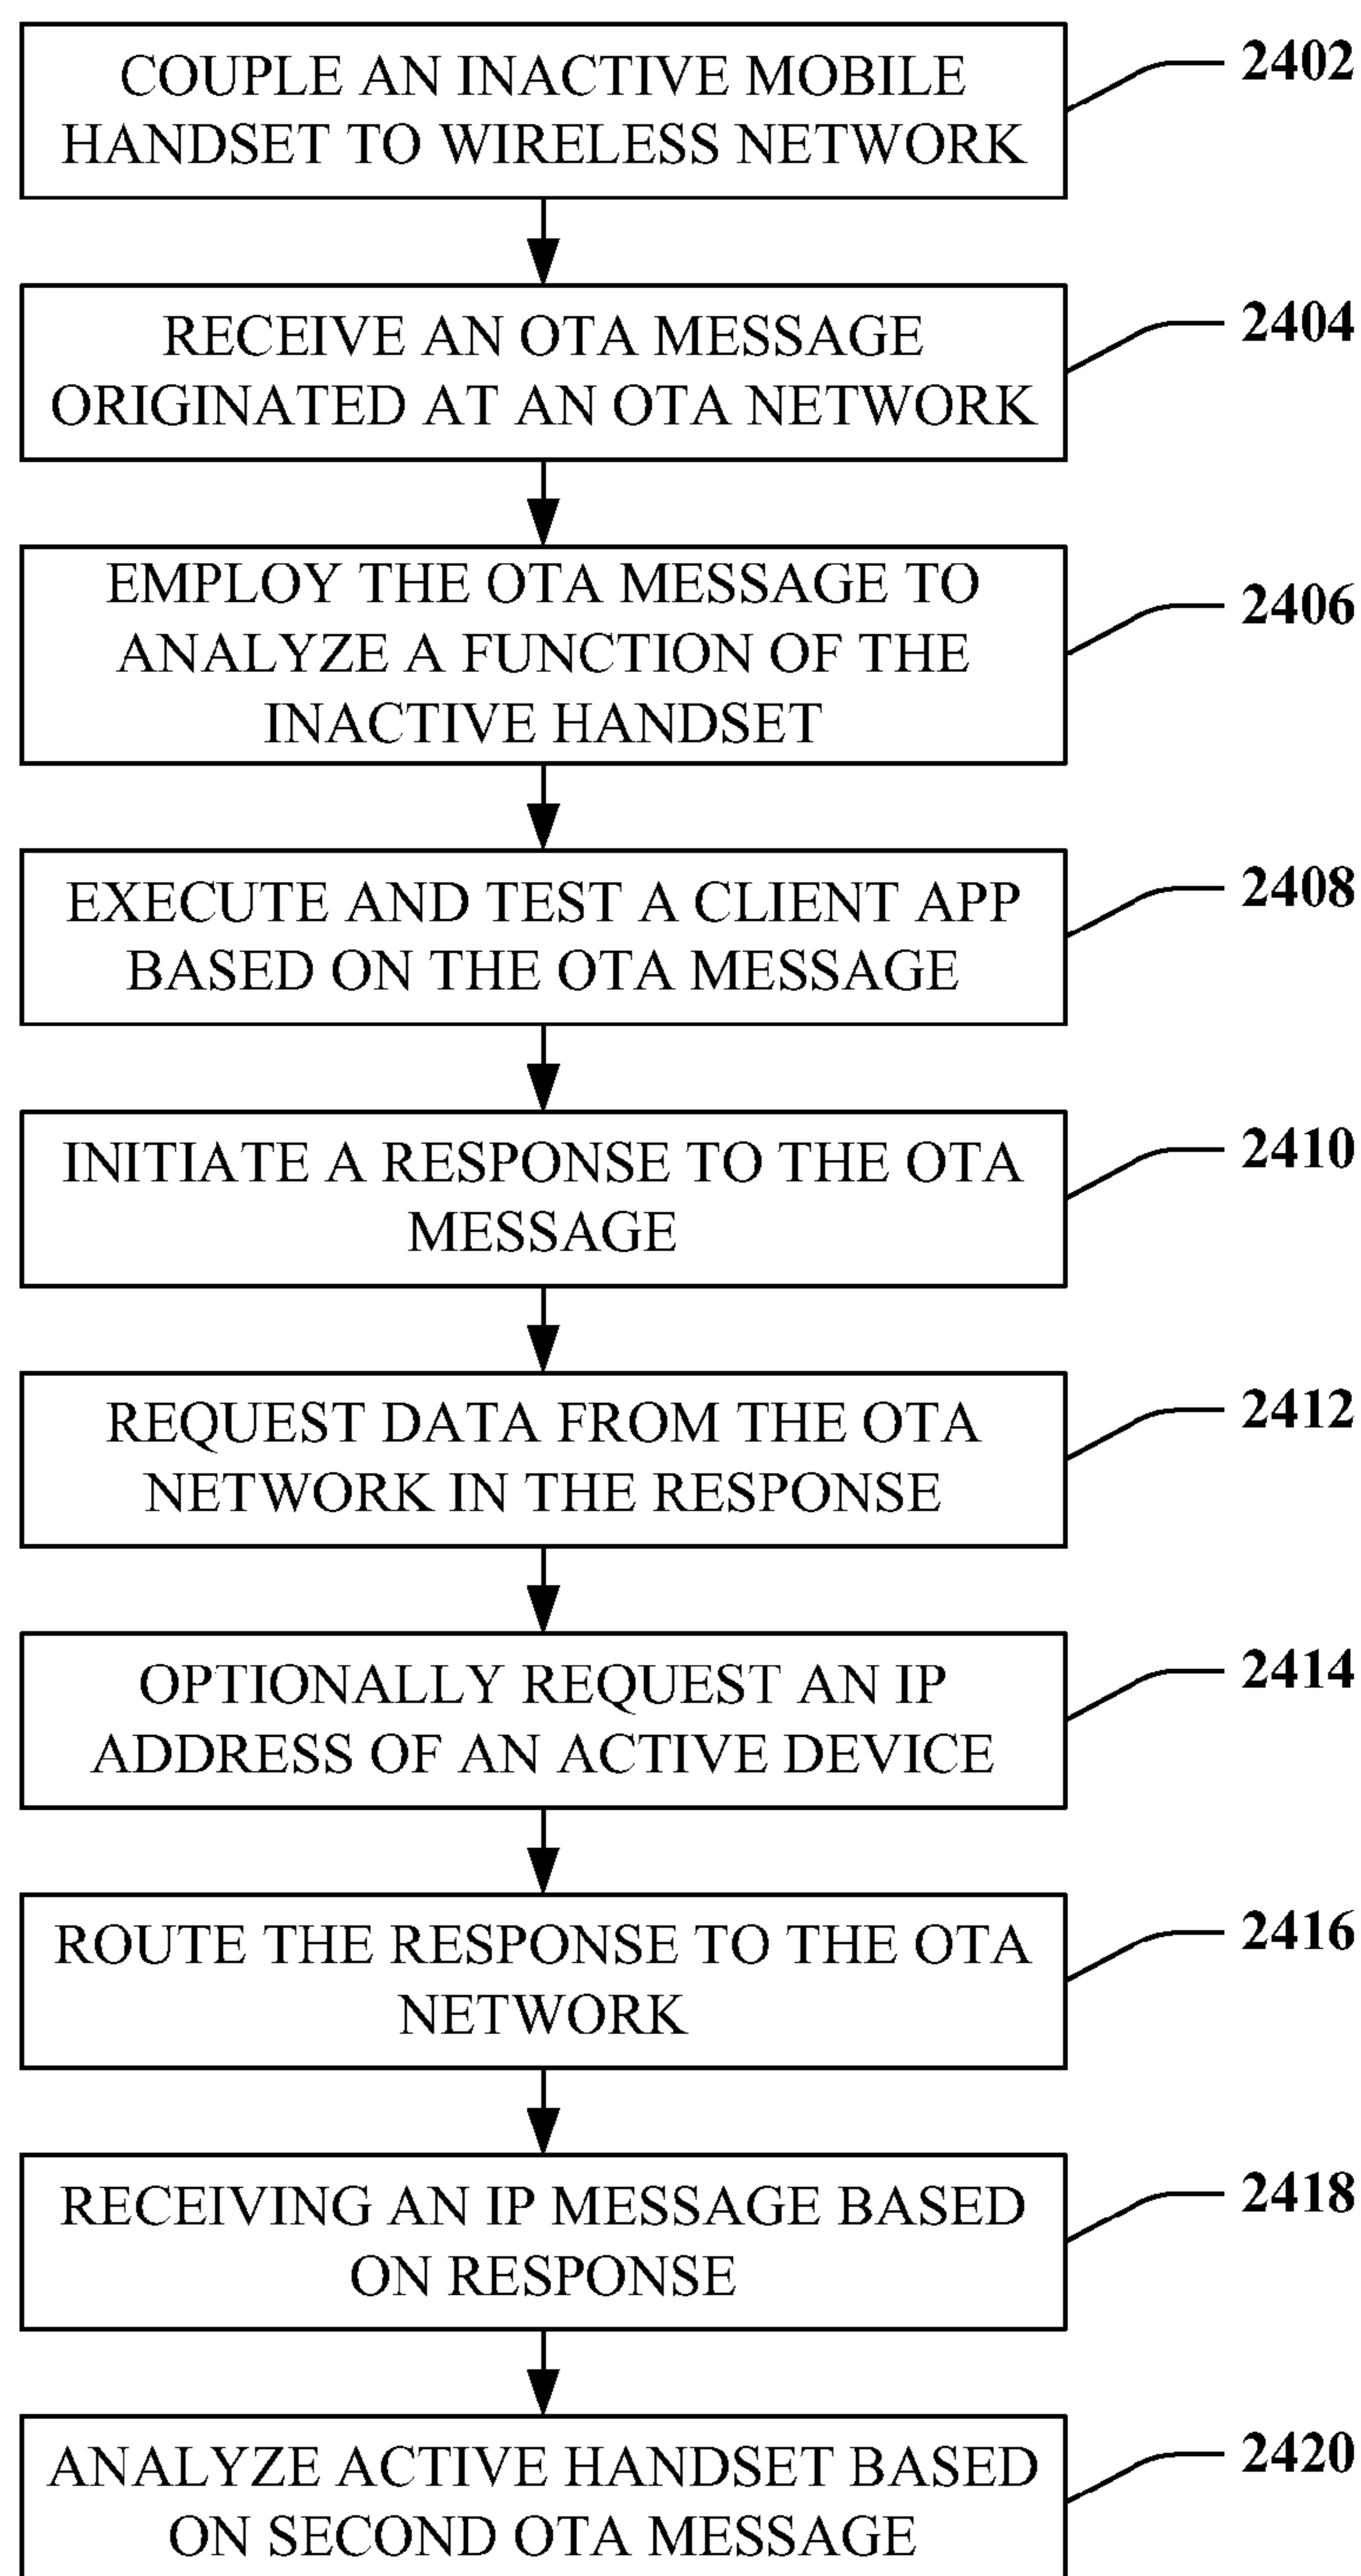 COUPLE AN INACTIVE MOBILE
HANDSET TO WIRELESS NETWORK
2402
RECEIVE AN OTA MESSAGE
ORIGINATED AT AN OTA NETWORK
2404
EMPLOY THE OTA MESSAGE TO
ANALYZE A FUNCTION OF THE
INACTIVE HANDSET
2406
EXECUTE AND TEST A CLIENT APP
BASED ON THE OTA MESSAGE
2408
INITIATE A RESPONSE TO THE OTA
MESSAGE
2410
REQUEST DATA FROM THE OTA
NETWORK IN THE RESPONSE
2412
OPTIONALLY REQUEST AN IP
ADDRESS OF AN ACTIVE DEVICE
2414
ROUTE THE RESPONSE TO THE OTA
NETWORK
2416
RECEIVING AN IP MESSAGE BASED
ON RESPONSE
2418
ANALYZE ACTIVE HANDSET BASED
ON SECOND OTA MESSAGE
2420